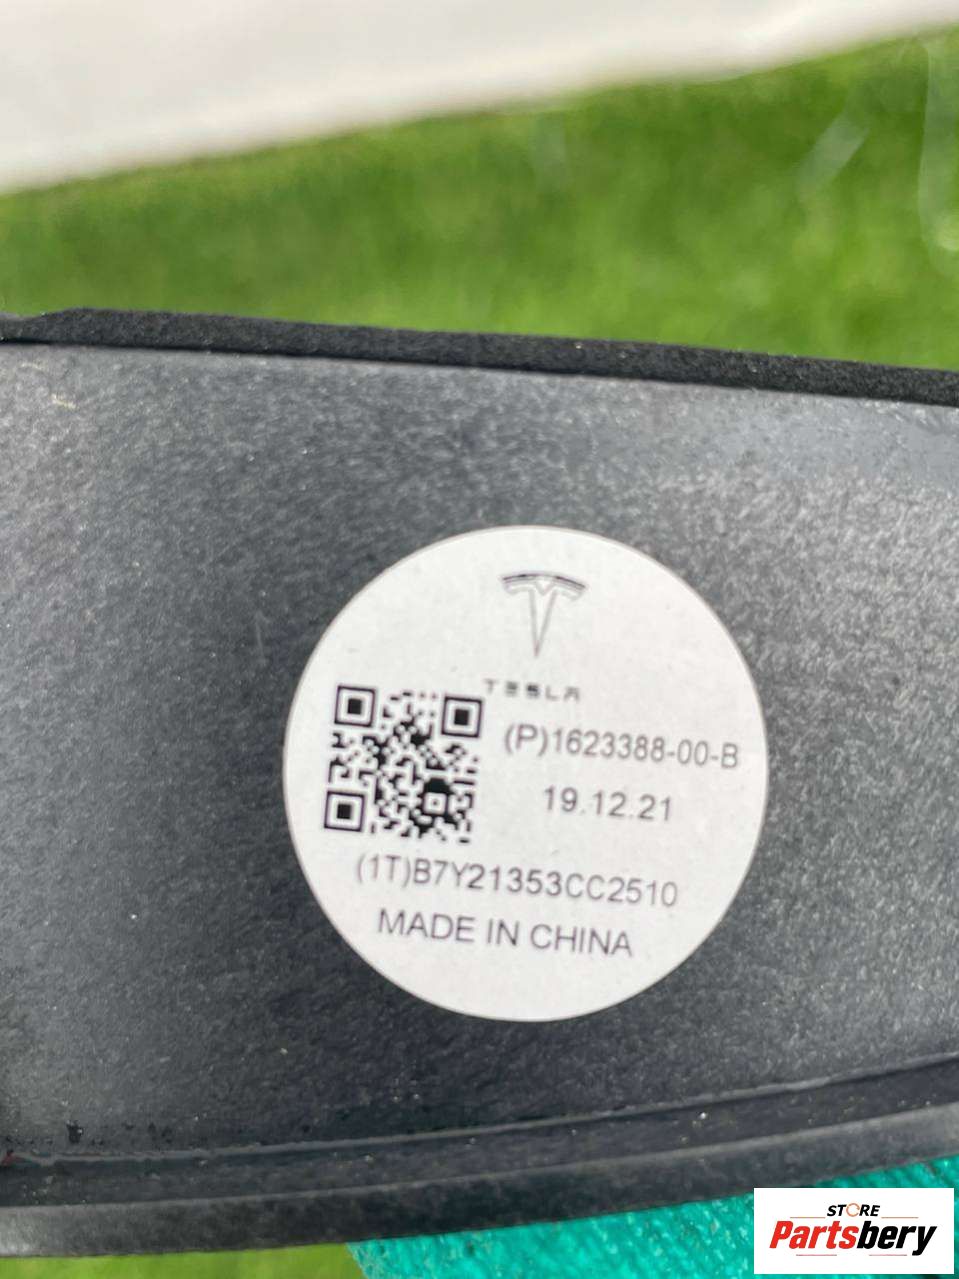 TESLA
(P)1623388-00-B
19.12.21
(1T)B7Y21353CC2510
MADE IN CHINA
STORE
Partsbery